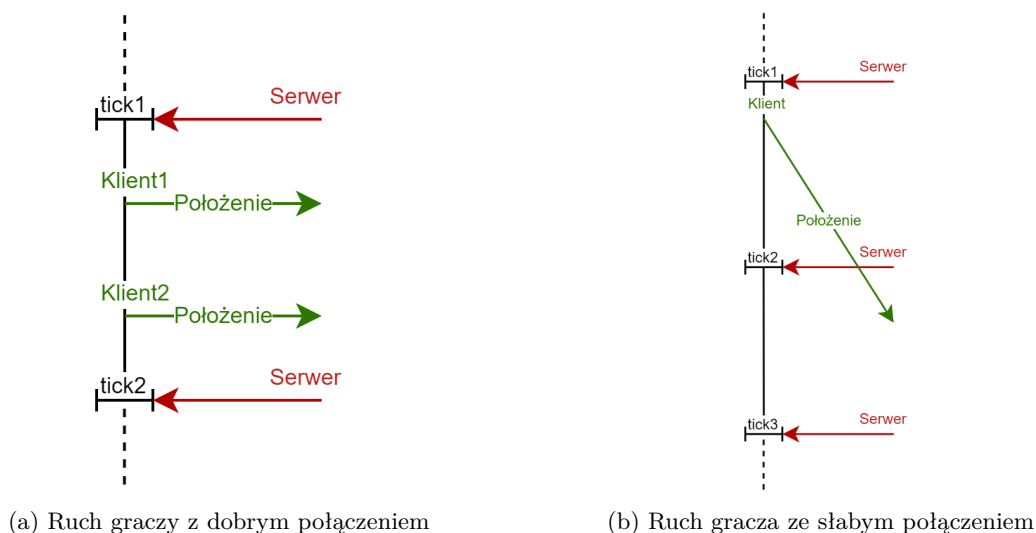 tick1
Serwer
Klient1
Położenie
Klient2
Położenie
tick2
Serwer
(a) Ruch graczy z dobrym połączeniem
tick1
Serwer
Klient
Położenie
tick2
Serwer
tick3
Serwer
(b) Ruch gracza ze słabym połączeniem